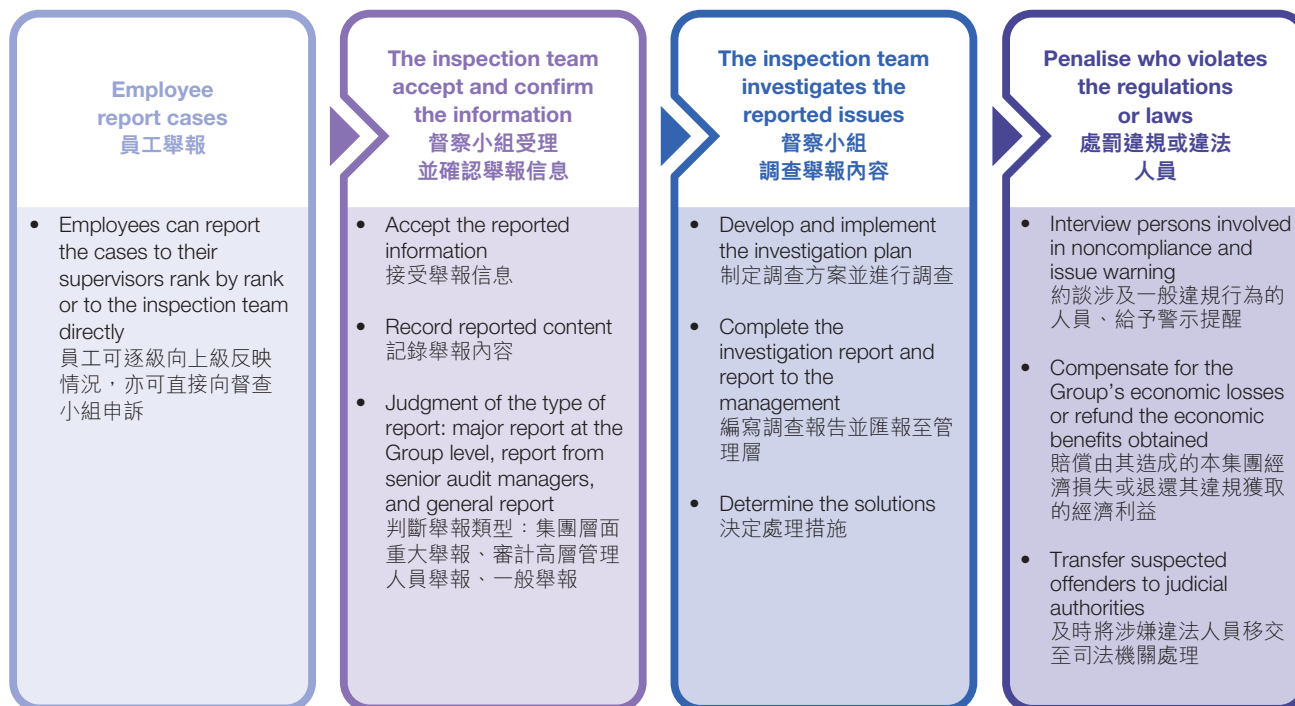 Employee
report cases
員工舉報
• Employees can report
the cases to their
supervisors rank by rank
or to the inspection team
directly
員工可逐級向上級反映
情況，亦可直接向督查
小組申訴
The inspection team
accept and confirm
the information
督察小組受理
並確認舉報信息
• Accept the reported
information
接受舉報信息
• Record reported content
記錄舉報內容
• Judgment of the type of
report: major report at the
Group level, report from
senior audit managers,
and general report
判斷舉報類型：集團層面
重大舉報、審計高層管理
人員舉報、一般舉報
The inspection team
investigates the
reported issues
督察小組
調查舉報內容
• Develop and implement
the investigation plan
制定調查方案並進行調查
• Complete the
investigation report and
report to the
management
編寫調查報告並匯報至管
理層
• Determine the solutions
決定處理措施
Penalise who violates
the regulations
or laws
處罰違規或違法
人員
• Interview persons involved
in noncompliance and
issue warning
約談涉及一般違規行為的
人員、給予警示提醒
• Compensate for the
Group's economic losses
or refund the economic
benefits obtained
賠償由其造成的本集團經
濟損失或退還其違規獲取
的經濟利益
• Transfer suspected
offenders to judicial
authorities
及時將涉嫌違法人員移交
至司法機關處理